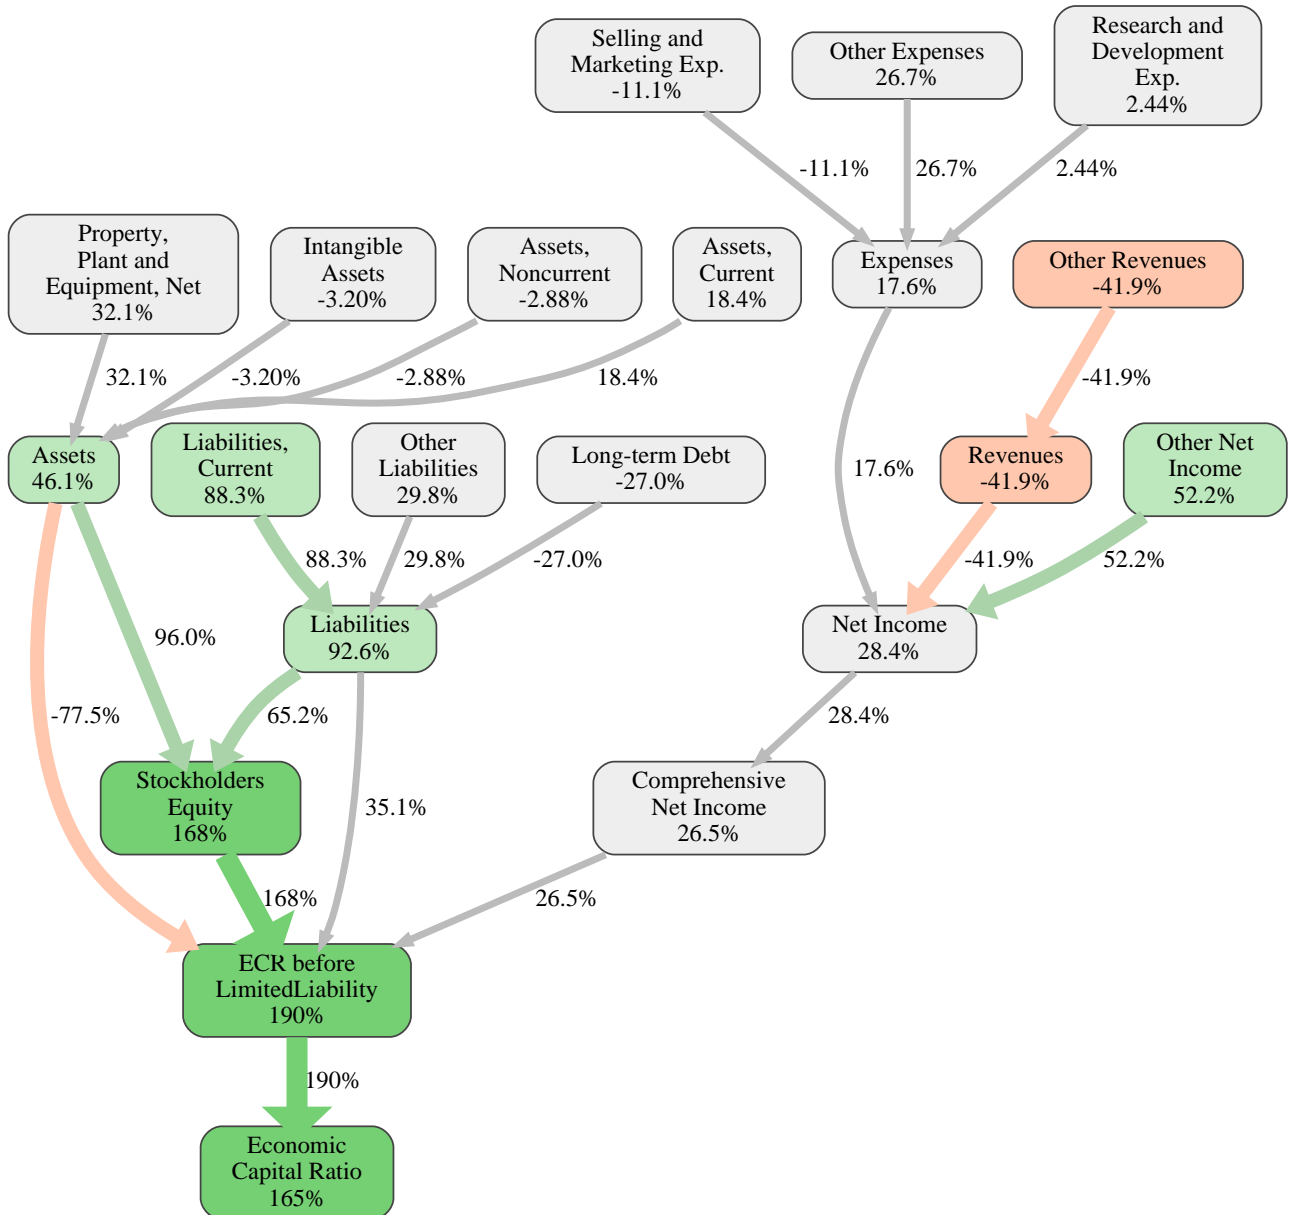 Selling and
Marketing Exp.
-11.1%
Other Expenses
26.7%
Research and
Development
Exp.
2.44%
-11.1%
26.7%
2.44%
Property,
Plant and
Equipment, Net
32.1%
Intangible
Assets
-3.20%
Assets,
Noncurrent
-2.88%
Assets,
Current
18.4%
Expenses
17.6%
Other Revenues
-41.9%
32.1%
-3.20%
-2.88%
18.4%
-41.9%
Assets
46.1%
Liabilities,
Current
88.3%
Other
Liabilities
29.8%
Long-term Debt
-27.0%
17.6%
Revenues
-41.9%
Other Net
Income
52.2%
88.3%
29.8%
-27.0%
-41.9%
52.2%
96.0%
Liabilities
92.6%
Net Income
28.4%
-77.5%
65.2%
28.4%
Stockholders
Equity
168%
35.1%
Comprehensive
Net Income
26.5%
168%
26.5%
ECR before
LimitedLiability
190%
190%
Economic
Capital Ratio
165%